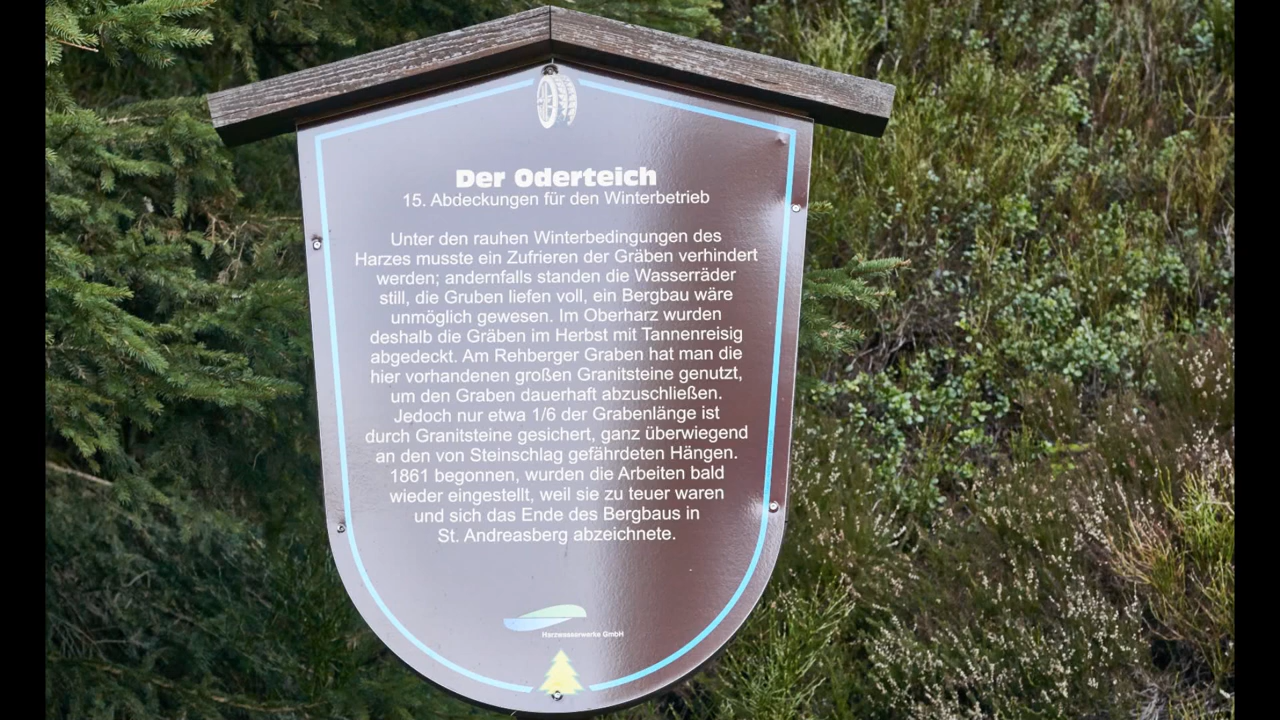 Der Oderteich
15. Abdeckungen für den Winterbetrieb
Unter den rauhen Winterbedingungen des
Harzes musste ein Zufrieren der Gräben verhindert
werden; andernfalls standen die Wasserräder
still, die Gruben liefen voll, ein Bergbau wäre
unmöglich gewesen. Im Oberharz wurden
deshalb die Gräben im Herbst mit Tannenreisig
abgedeckt. Am Rehberger Graben hat man die
hier vorhandenen großen Granitsteine genutzt,
um den Graben dauerhaft abzuschließen.
Jedoch nur etwa 1/6 der Grabenlänge ist
durch Granitsteine gesichert, ganz überwiegend
an den von Steinschlag gefährdeten Hängen.
1861 begonnen, wurden die Arbeiten bald
wieder eingestellt, weil sie zu teuer waren
und sich das Ende des Bergbaus in
St. Andreasberg abzeichnete.
Harzwasserwerke GmbH